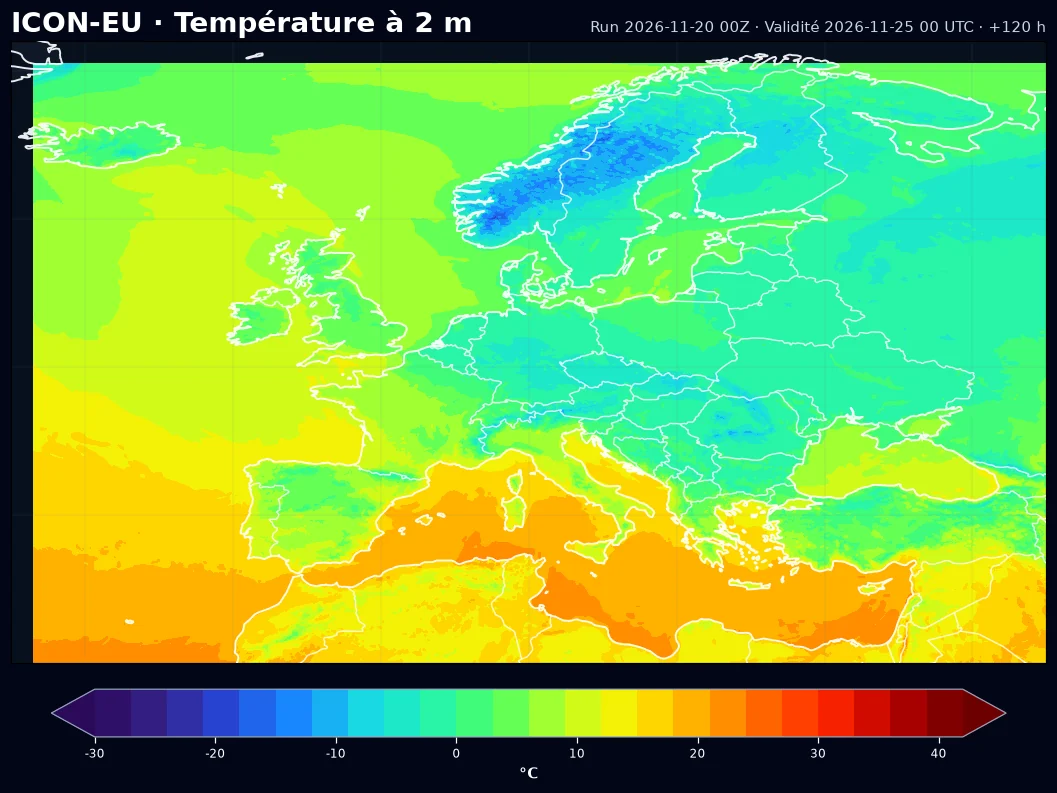 ICON-EU · Température à 2 m
Run 2026-11-20 00Z · Validité 2026-11-25 00 UTC · +120 h
-30 -20 -10 0 10 20 30 40
°C